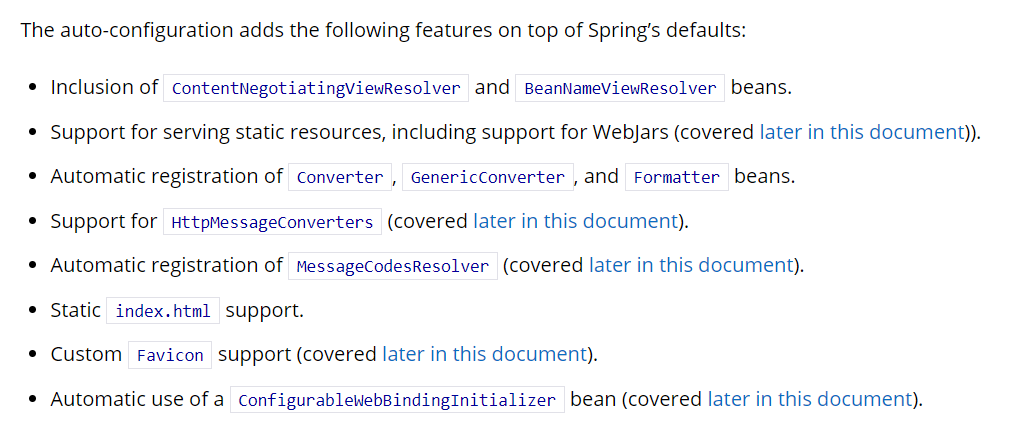 The auto-configuration adds the following features on top of Spring’s defaults:
• Inclusion of ContentNegotiatingViewResolver and BeanNameViewResolver beans.
• Support for serving static resources, including support for WebJars (covered later in this document)).
• Automatic registration of Converter , GenericConverter , and Formatter beans.
• Support for HttpMessageConverters (covered later in this document).
• Automatic registration of MessageCodesResolver (covered later in this document).
• Static index.html support.
• Custom Favicon support (covered later in this document).
• Automatic use of a ConfigurableWebBindingInitializer bean (covered later in this document).